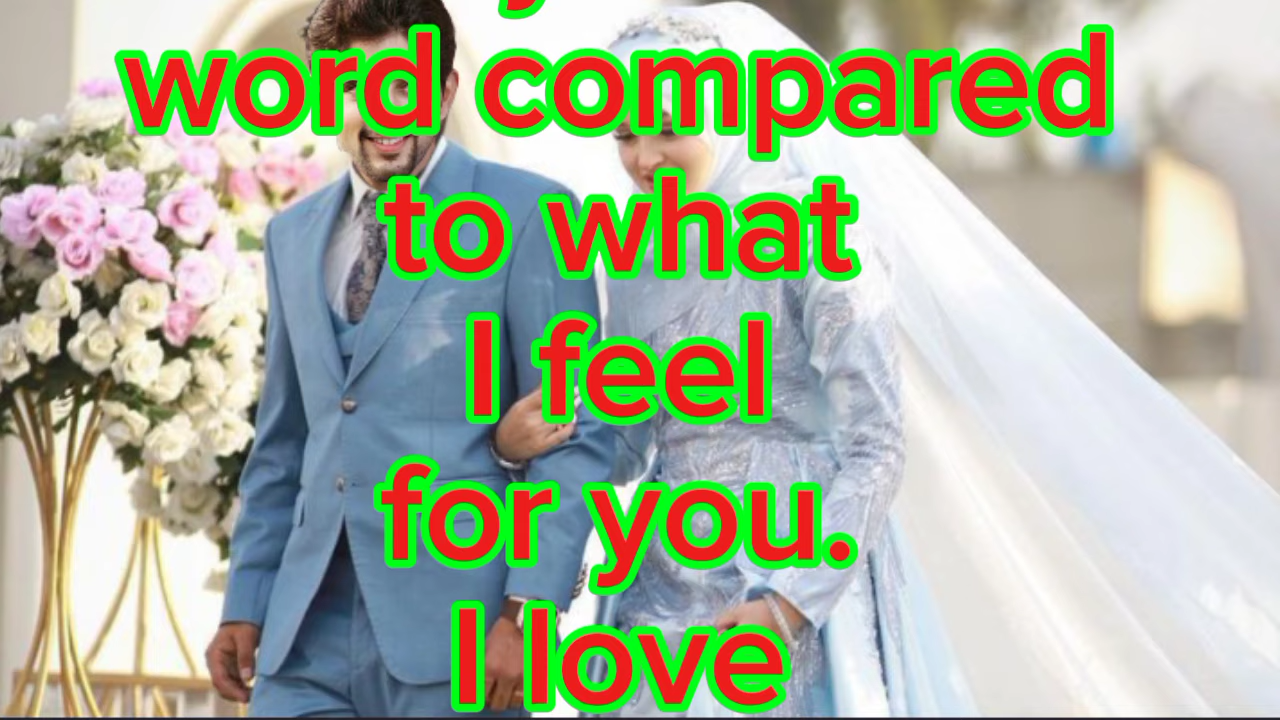 word compared
to what
I feel
for you.
I love